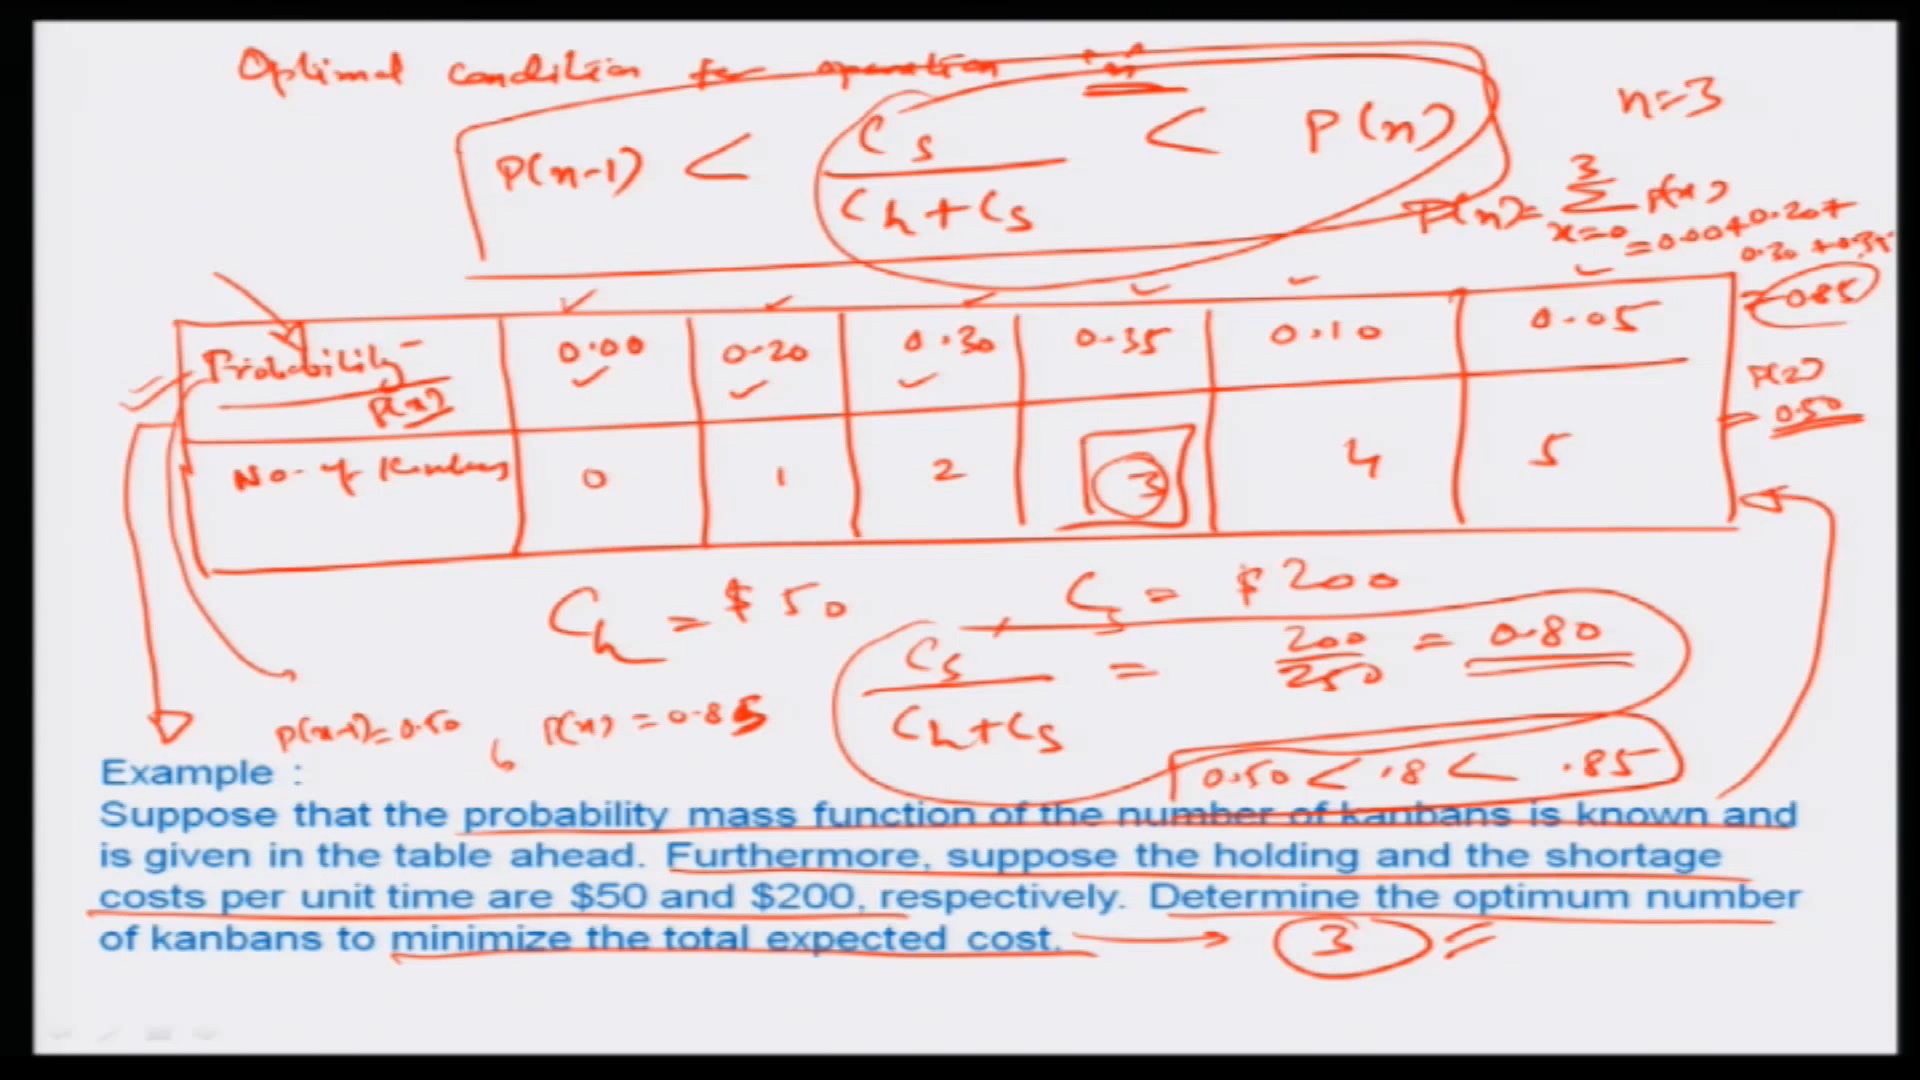 Optimal condition for operation "n"
P(n-1) < Cs / (Ch + Cs) < P(n)
n=3
P(n) = 3 Σ x=0 P(x)
= 0.00+0.20+
0.30+0.35
= 0.85
Probability P(x) 0.00 0.20 0.30 0.35 0.10 0.05
P(2) = 0.50
No. of Kanbans 0 1 2 3 4 5
Ch = $50 Cs = $200
Cs / (Ch + Cs) = 200/250 = 0.80
P(x-1)=0.50, P(x) = 0.85
0.50 < .8 < .85
Example :
Suppose that the probability mass function of the number of kanbans is known and
is given in the table ahead. Furthermore, suppose the holding and the shortage
costs per unit time are $50 and $200, respectively. Determine the optimum number
of kanbans to minimize the total expected cost. → 3